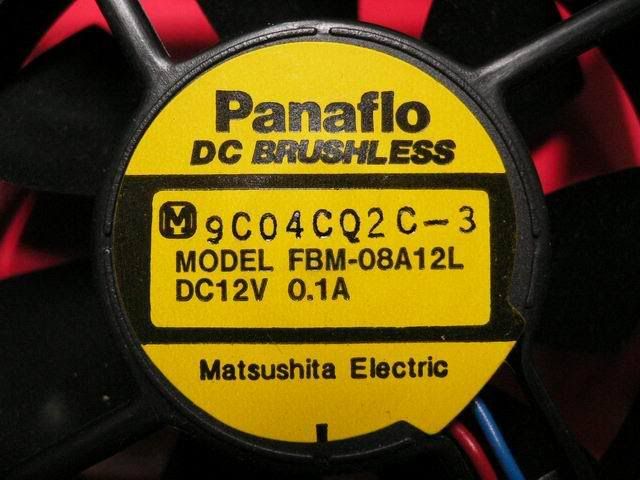 Panaflo
DC BRUSHLESS
M 9C04CQ2C-3
MODEL FBM-08A12L
DC12V 0.1A
Matsushita Electric